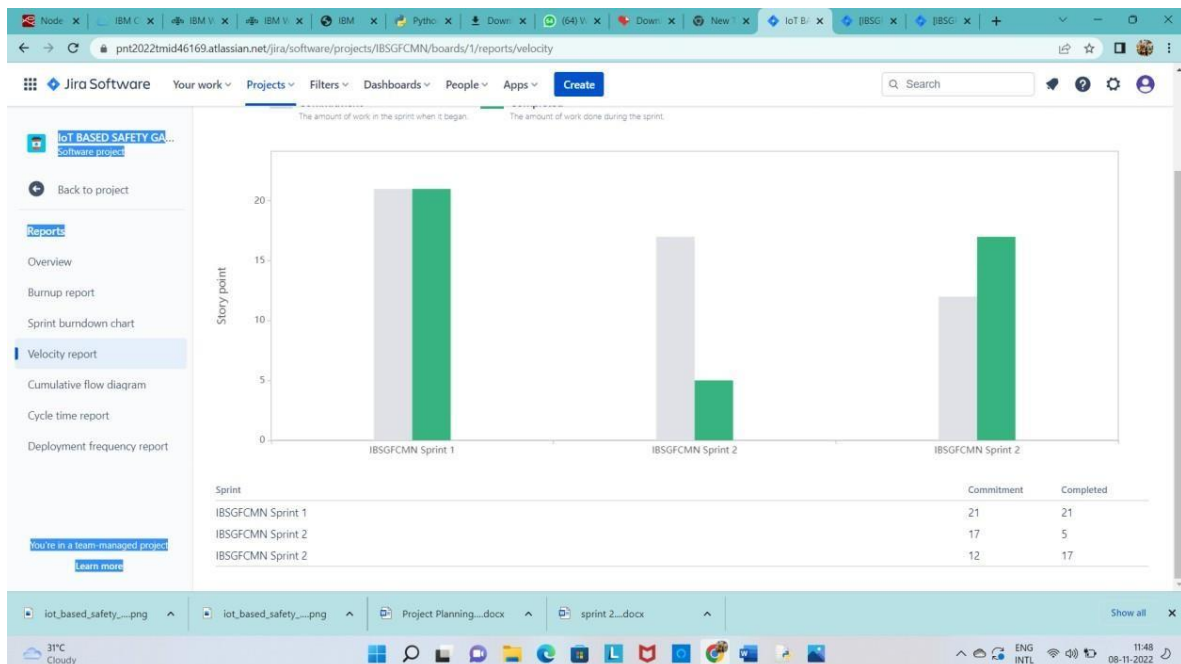 Node-
IBM C
IBM V
IBM V
IBM
Pytho
Down
(64) V
Down
New T
IoT BA
[IBSG
[IBSG
pnt2022tmid46169.atlassian.net/jira/software/projects/IBSGFCMN/boards/1/reports/velocity
Jira Software Your work Projects Filters Dashboards People Apps Create Search
The amount of work in the sprint when it began. The amount of work done during the sprint.
IoT BASED SAFETY GA...
Software project
Back to project
Reports
Overview
Burnup report
Sprint burndown chart
Velocity report
Cumulative flow diagram
Cycle time report
Deployment frequency report
You're in a team-managed project
Learn more
Story point
20
15
10
5
0
IBSGFCMN Sprint 1 IBSGFCMN Sprint 2 IBSGFCMN Sprint 2
Sprint Commitment Completed
IBSGFCMN Sprint 1 21 21
IBSGFCMN Sprint 2 17 5
IBSGFCMN Sprint 2 12 17
iot_based_safety_....png iot_based_safety_....png Project Planning....docx sprint 2...docx Show all
31°C
Cloudy
ENG
INTL
11:48
08-11-2022